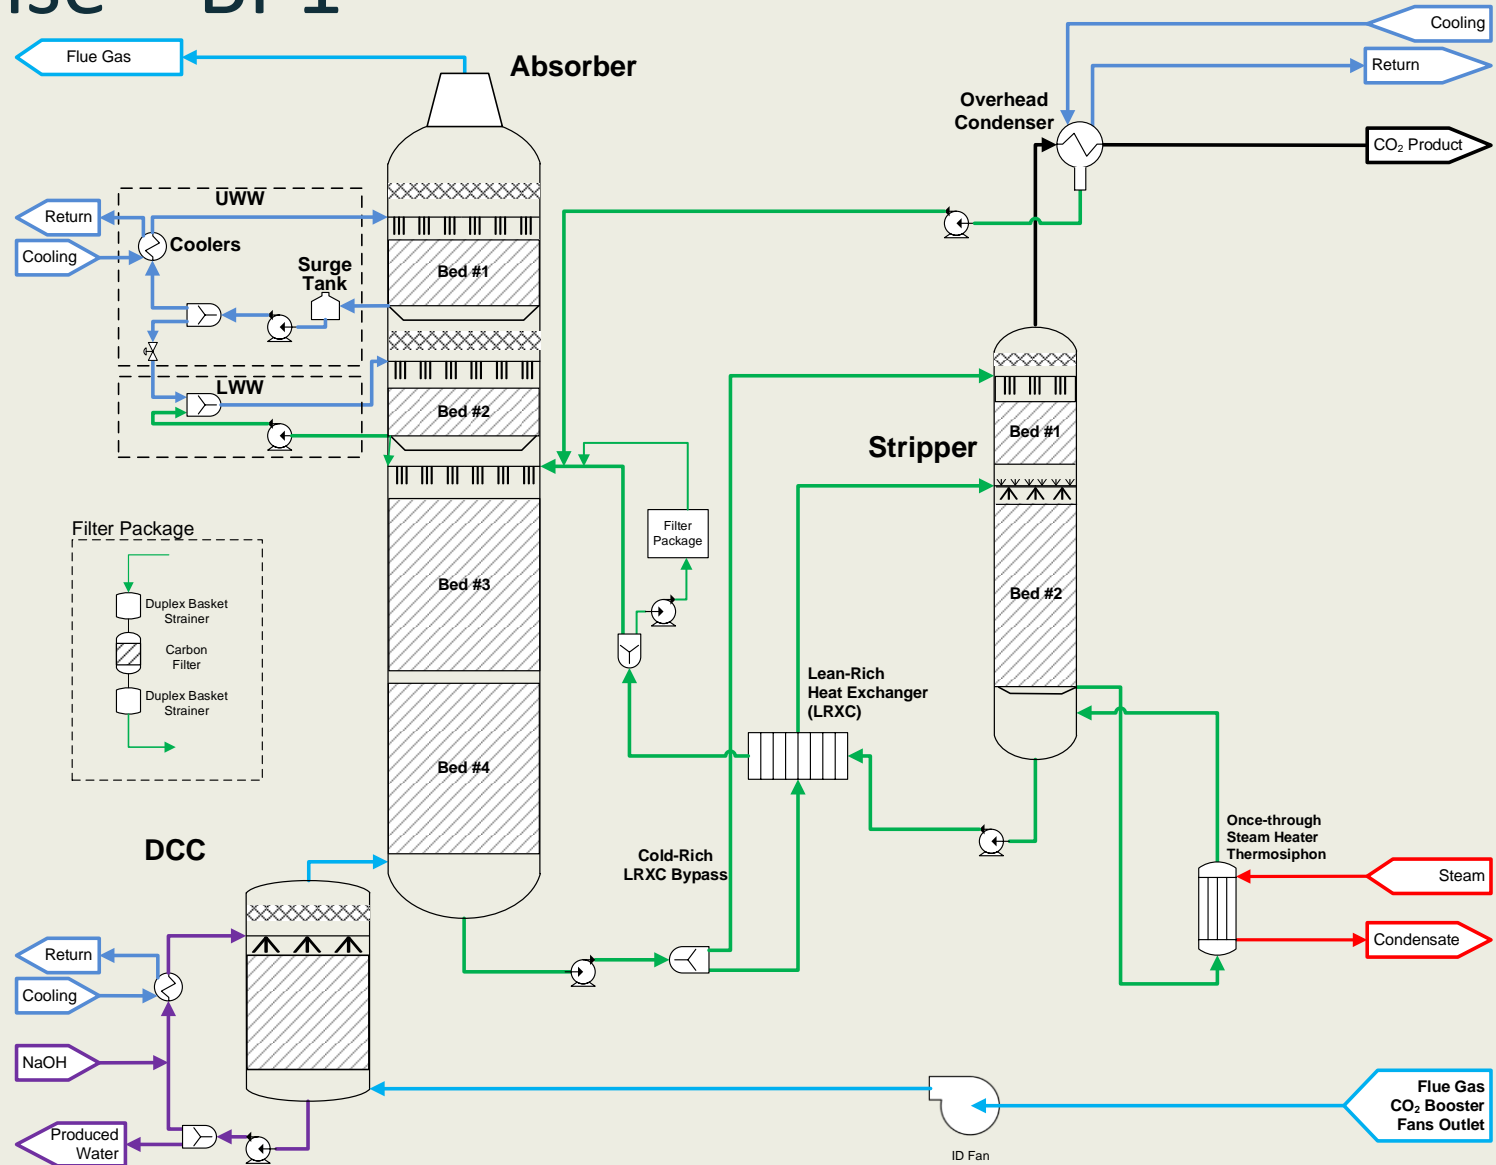 Flue Gas
Absorber
Cooling
Return
Overhead
Condenser
CO₂ Product
UWW
Return
Coolers
Cooling
Surge
Tank
Bed #1
LWW
Bed #2
Stripper
Bed #1
Filter
Package
Filter Package
Bed #3
Bed #2
Duplex Basket
Strainer
Carbon
Filter
Duplex Basket
Strainer
Lean-Rich
Heat Exchanger
(LRXC)
Bed #4
DCC
Cold-Rich
LRXC Bypass
Once-through
Steam Heater
Thermosiphon
Steam
Condensate
Return
Cooling
NaOH
Produced
Water
Flue Gas
CO₂ Booster
Fans Outlet
ID Fan